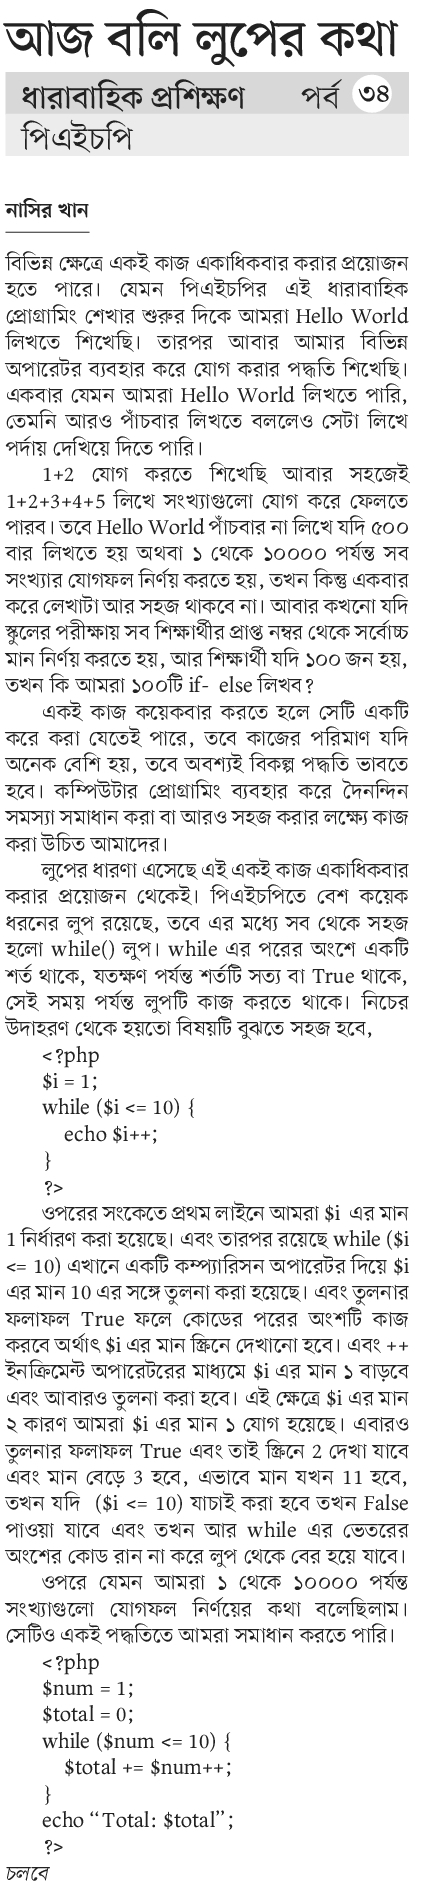 আজ বলি লুপের কথা
ধারাবাহিক প্রশিক্ষণ পর্ব ৩৪
পিএইচপি
নাসির খান
বিভিন্ন ক্ষেত্রে একই কাজ একাধিকবার করার প্রয়োজন
হতে পারে। যেমন পিএইচপির এই ধারাবাহিক
প্রোগ্রামিং শেখার শুরুর দিকে আমরা Hello World
লিখতে শিখেছি। তারপর আবার আমার বিভিন্ন
অপারেটর ব্যবহার করে যোগ করার পদ্ধতি শিখেছি।
একবার যেমন আমরা Hello World লিখতে পারি,
তেমনি আরও পাঁচবার লিখতে বললেও সেটা লিখে
পর্দায় দেখিয়ে দিতে পারি।
1+2 যোগ করতে শিখেছি আবার সহজেই
1+2+3+4+5 লিখে সংখ্যাগুলো যোগ করে ফেলতে
পারব। তবে Hello World পাঁচবার না লিখে যদি ৫০০
বার লিখতে হয় অথবা ১ থেকে ১০০০০ পর্যন্ত সব
সংখ্যার যোগফল নির্ণয় করতে হয়, তখন কিন্তু একবার
করে লেখাটা আর সহজ থাকবে না। আবার কখনো যদি
স্কুলের পরীক্ষায় সব শিক্ষার্থীর প্রাপ্ত নম্বর থেকে সর্বোচ্চ
মান নির্ণয় করতে হয়, আর শিক্ষার্থী যদি ১০০ জন হয়,
তখন কি আমরা ১০০টি if- else লিখব?
একই কাজ কয়েকবার করতে হলে সেটি একটি
করে করা যেতেই পারে, তবে কাজের পরিমাণ যদি
অনেক বেশি হয়, তবে অবশ্যই বিকল্প পদ্ধতি ভাবতে
হবে। কম্পিউটার প্রোগ্রামিং ব্যবহার করে দৈনন্দিন
সমস্যা সমাধান করা বা আরও সহজ করার লক্ষ্যে কাজ
করা উচিত আমাদের।
লুপের ধারণা এসেছে এই একই কাজ একাধিকবার
করার প্রয়োজন থেকেই। পিএইচপিতে বেশ কয়েক
ধরনের লুপ রয়েছে, তবে এর মধ্যে সব থেকে সহজ
হলো while() লুপ। while এর পরের অংশে একটি
শর্ত থাকে, যতক্ষণ পর্যন্ত শর্তটি সত্য বা True থাকে,
সেই সময় পর্যন্ত লুপটি কাজ করতে থাকে। নিচের
উদাহরণ থেকে হয়তো বিষয়টি বুঝতে সহজ হবে,
<?php
$i = 1;
while ($i <= 10) {
echo $i++;
}
?>
ওপরের সংকেতে প্রথম লাইনে আমরা $i এর মান
1 নির্ধারণ করা হয়েছে। এবং তারপর রয়েছে while ($i
<= 10) এখানে একটি কম্প্যারিসন অপারেটর দিয়ে $i
এর মান 10 এর সঙ্গে তুলনা করা হয়েছে। এবং তুলনার
ফলাফল True ফলে কোডের পরের অংশটি কাজ
করবে অর্থাৎ $i এর মান স্ক্রিনে দেখানো হবে। এবং ++
ইনক্রিমেন্ট অপারেটরের মাধ্যমে $i এর মান ১ বাড়বে
এবং আবারও তুলনা করা হবে। এই ক্ষেত্রে $i এর মান
২ কারণ আমরা $i এর মান ১ যোগ হয়েছে। এবারও
তুলনার ফলাফল True এবং তাই স্ক্রিনে 2 দেখা যাবে
এবং মান বেড়ে 3 হবে, এভাবে মান যখন 11 হবে,
তখন যদি ($i <= 10) যাচাই করা হবে তখন False
পাওয়া যাবে এবং তখন আর while এর ভেতরের
অংশের কোড রান না করে লুপ থেকে বের হয়ে যাবে।
ওপরে যেমন আমরা ১ থেকে ১০০০০ পর্যন্ত
সংখ্যাগুলো যোগফল নির্ণয়ের কথা বলেছিলাম।
সেটিও একই পদ্ধতিতে আমরা সমাধান করতে পারি।
<?php
$num = 1;
$total = 0;
while ($num <= 10) {
$total += $num++;
}
echo “Total: $total”;
?>
চলবে